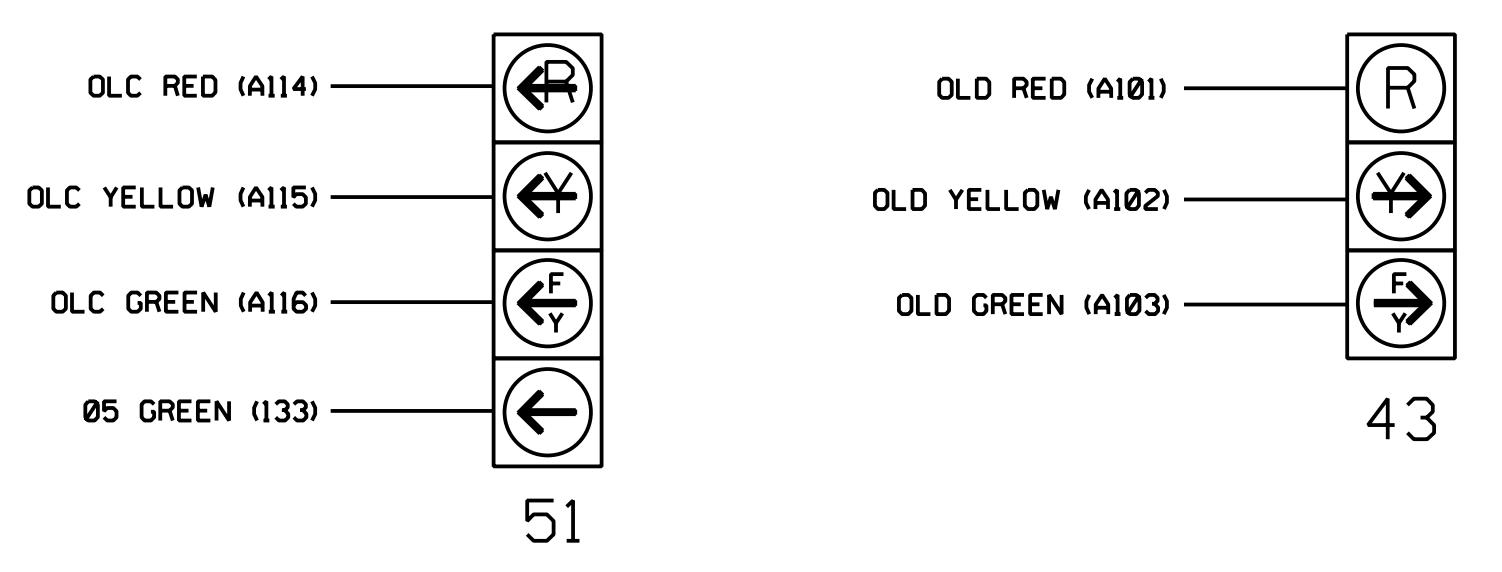 OLC RED (A114)
R
OLC YELLOW (A115)
Y
OLC GREEN (A116)
F
Y
05 GREEN (133)
51
OLD RED (A101)
R
OLD YELLOW (A102)
Y
OLD GREEN (A103)
F
Y
43